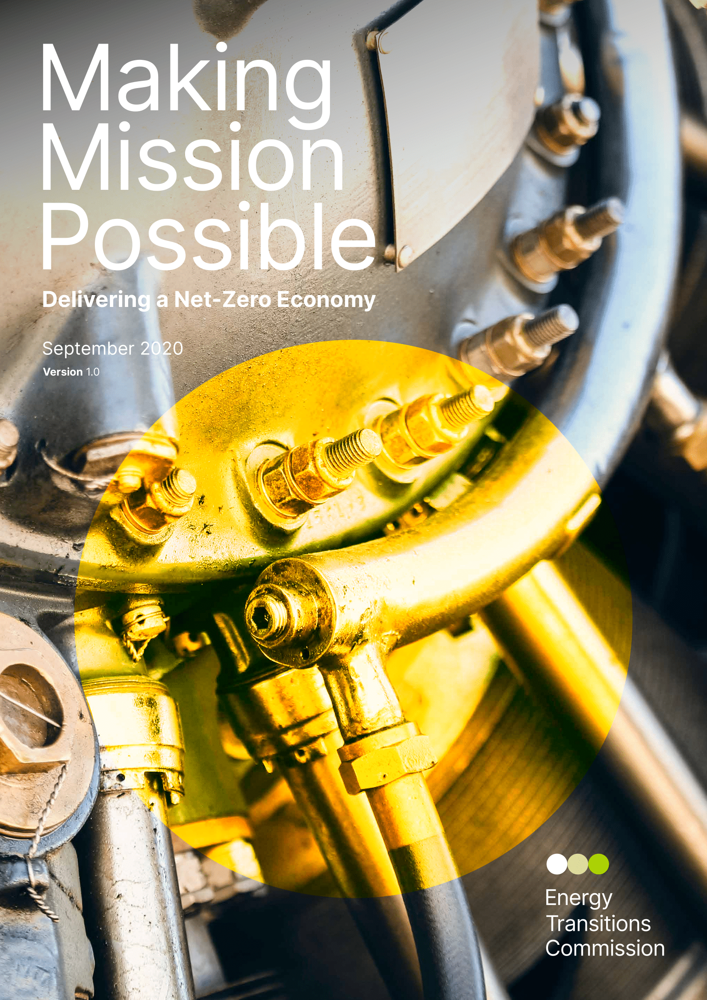 Making
Mission
Possible
Delivering a Net-Zero Economy
September 2020
Version 1.0
Energy
Transitions
Commission